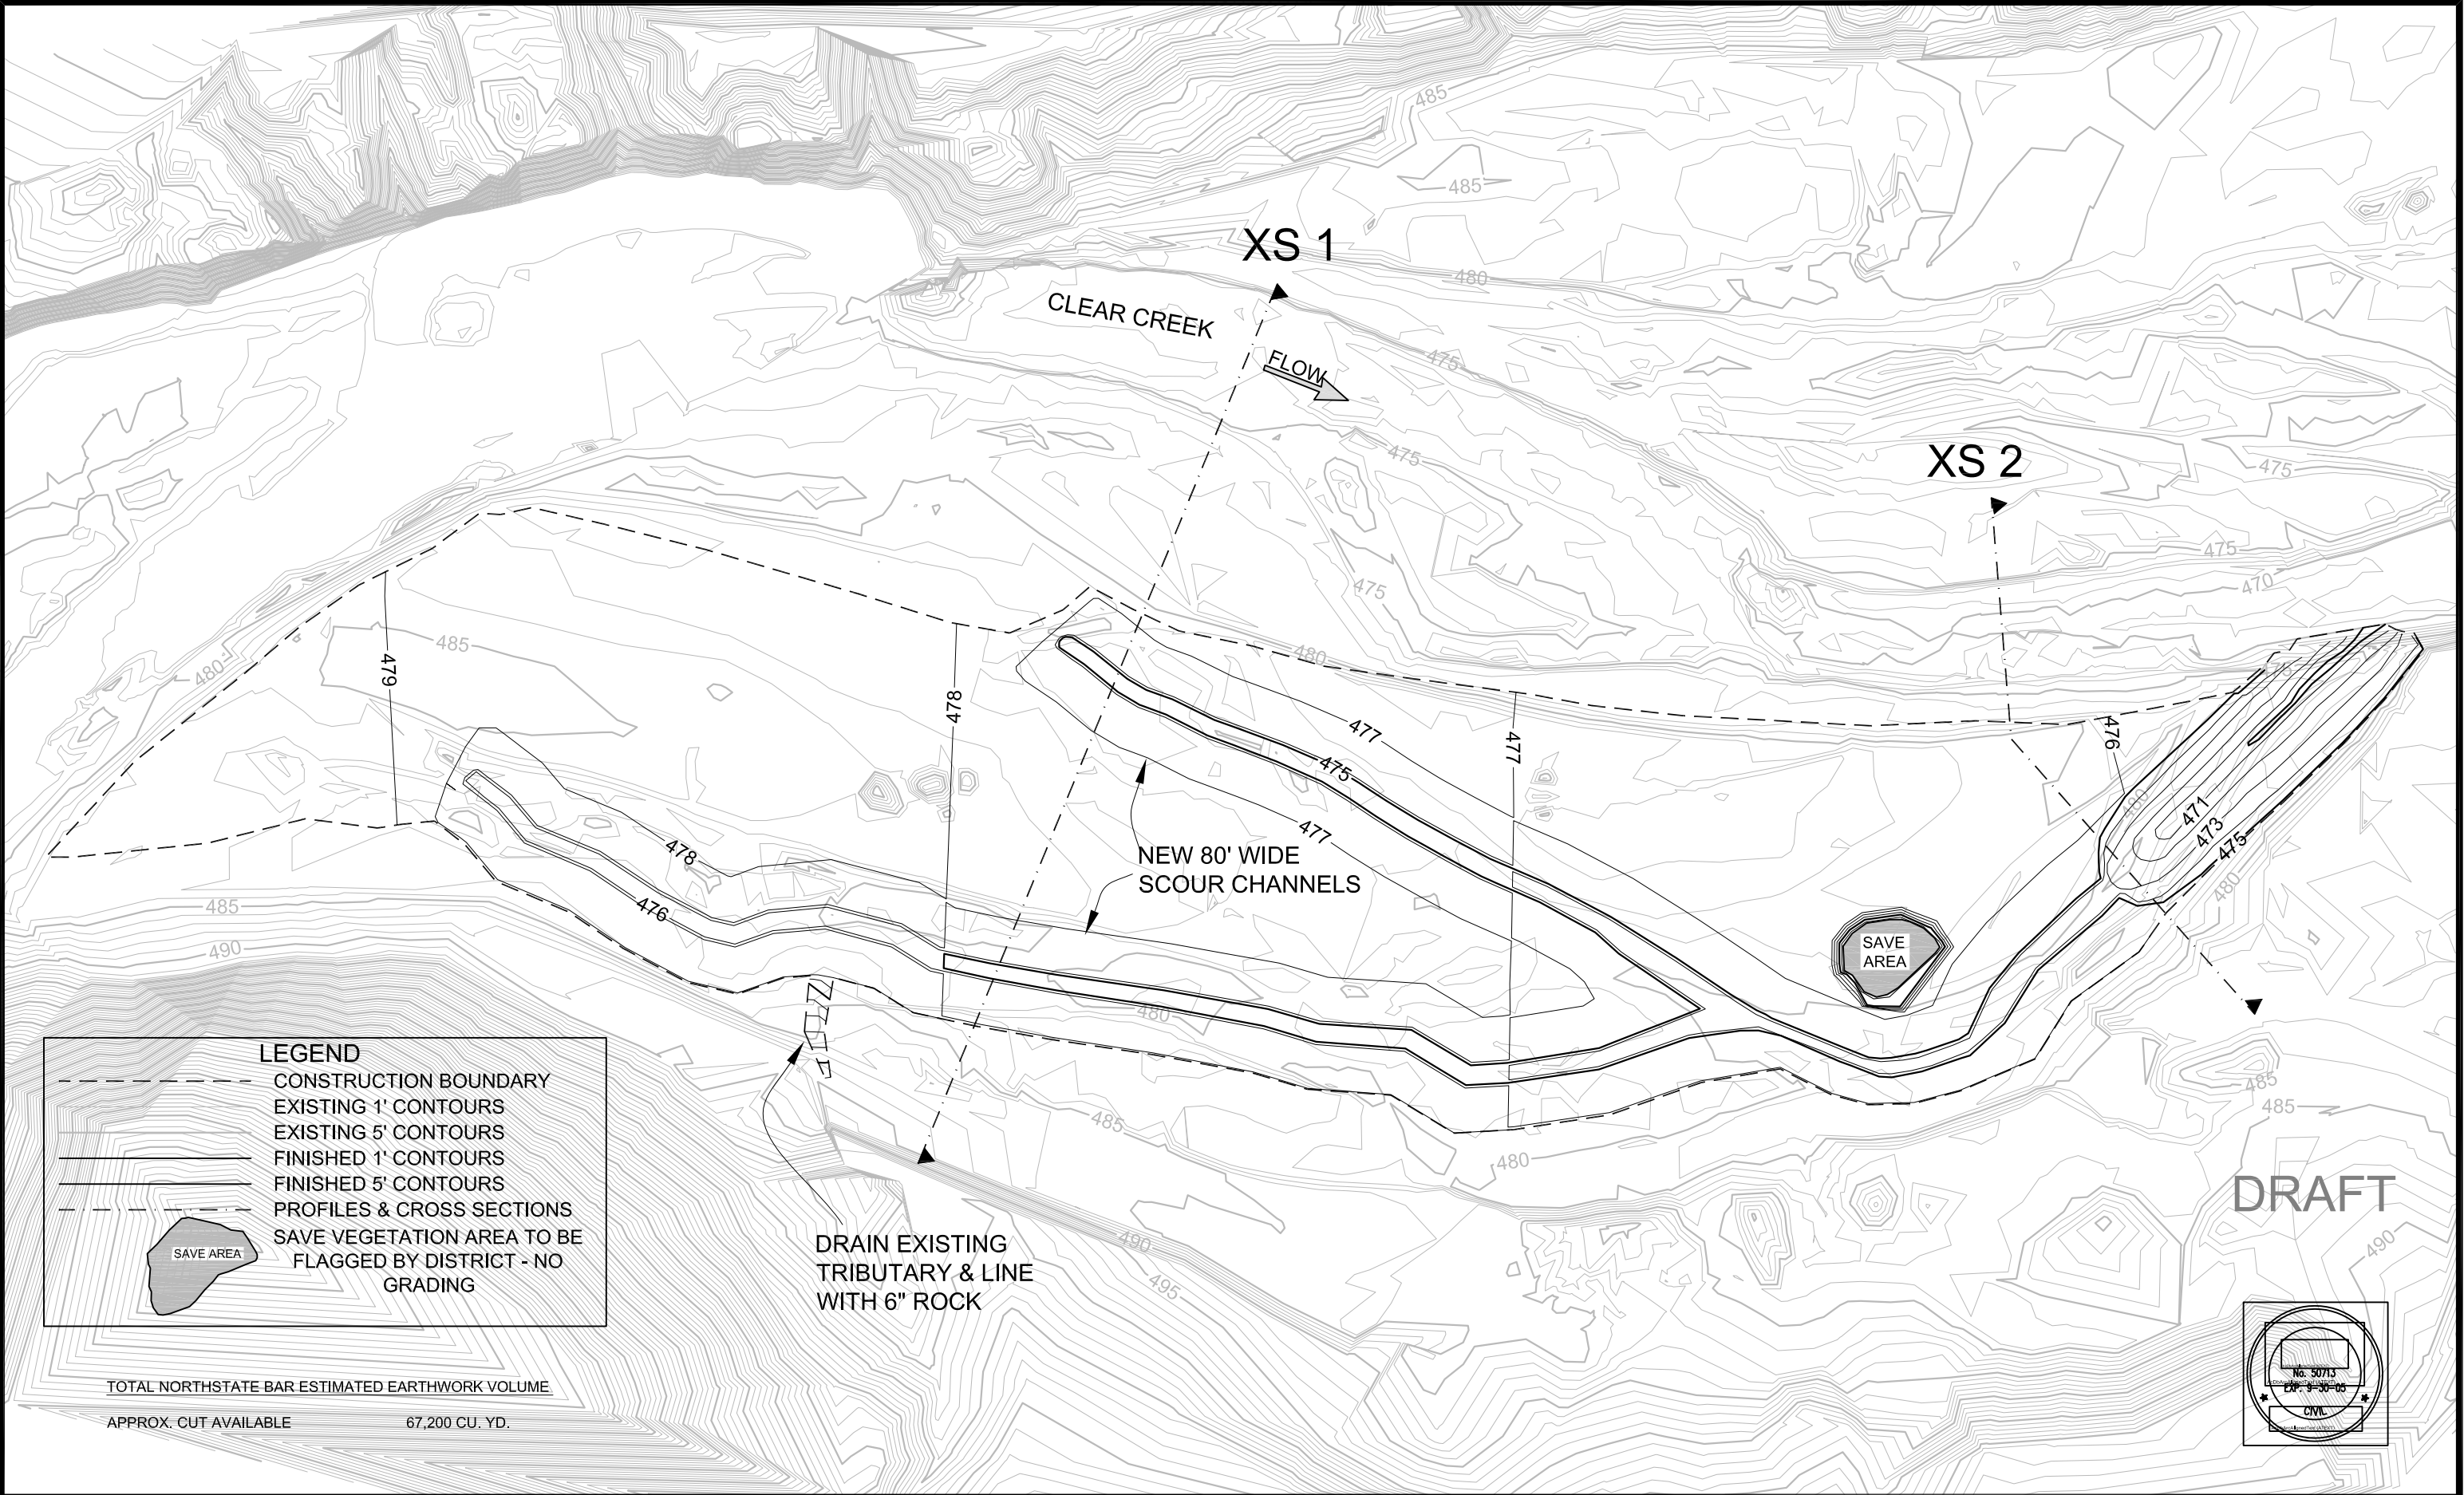 485
485
XS 1
480
CLEAR CREEK
FLOW
475
475
XS 2
475
475
475
470
480
485
479
480
478
477
477
476
475
475
480
471
473
475
477
478
476
NEW 80' WIDE
SCOUR CHANNELS
480
485
490
SAVE
AREA
480
485
485
485
480
LEGEND
CONSTRUCTION BOUNDARY
EXISTING 1' CONTOURS
EXISTING 5' CONTOURS
FINISHED 1' CONTOURS
FINISHED 5' CONTOURS
PROFILES & CROSS SECTIONS
SAVE AREA
SAVE VEGETATION AREA TO BE
FLAGGED BY DISTRICT - NO
GRADING
DRAIN EXISTING
TRIBUTARY & LINE
WITH 6" ROCK
490
495
490
DRAFT
TOTAL NORTHSTATE BAR ESTIMATED EARTHWORK VOLUME
APPROX. CUT AVAILABLE 67,200 CU. YD.
No. 50713
EXP. 9-30-05
CIVIL